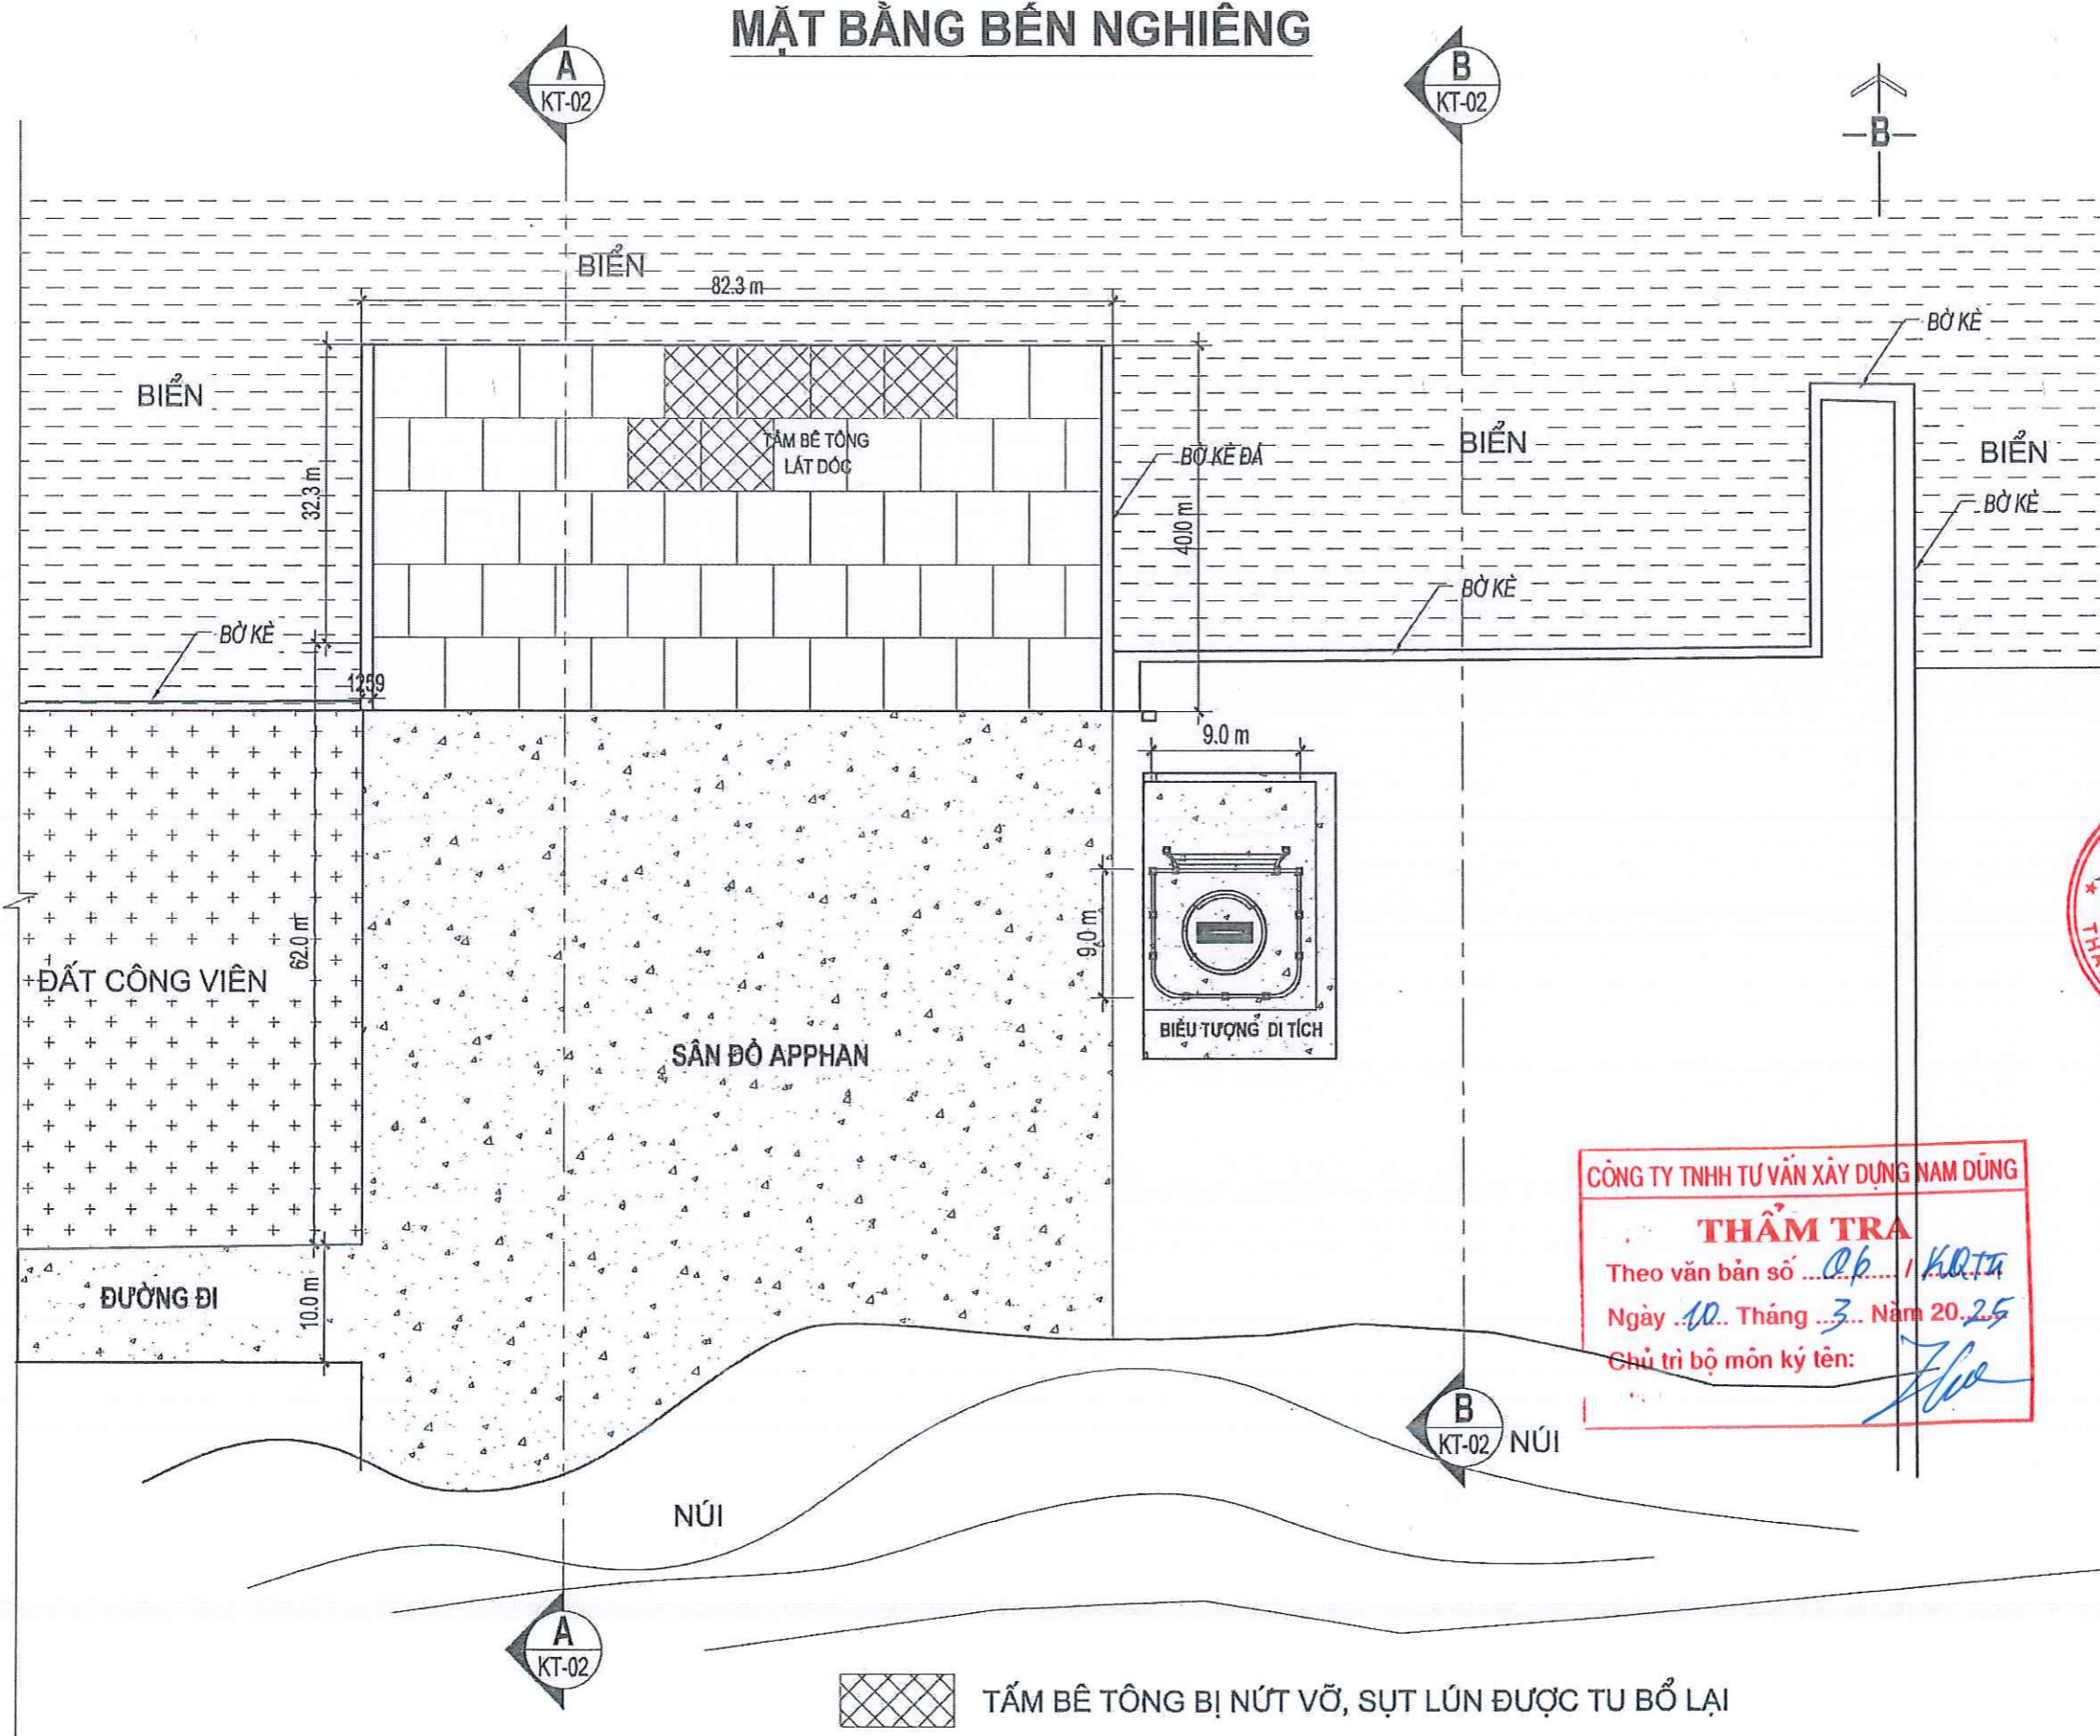 MẶT BẰNG BẾN NGHIÊNG
A
KT-02
B
KT-02
B
BIỂN
82.3 m
BỜ KÈ
BIỂN
32.3 m
TẤM BÊ TÔNG
LÁT DỐC
BỜ KÈ ĐÁ
40.0 m
BIỂN
BIỂN
BỜ KÈ
BỜ KÈ
BỜ KÈ
1259
9.0 m
9.0 m
62.0 m
ĐẤT CÔNG VIÊN
BIỂU TƯỢNG DI TÍCH
SÂN ĐỔ APPHAN
ĐƯỜNG ĐI
10.0 m
CÔNG TY TNHH TƯ VẤN XÂY DỰNG NAM DŨNG
THẨM TRA
Theo văn bản số 06 / KQTTr
Ngày 10 Tháng 3 Năm 2025
Chủ trì bộ môn ký tên:
B
KT-02
NÚI
NÚI
A
KT-02
TẤM BÊ TÔNG BỊ NỨT VỠ, SỤT LÚN ĐƯỢC TU BỔ LẠI